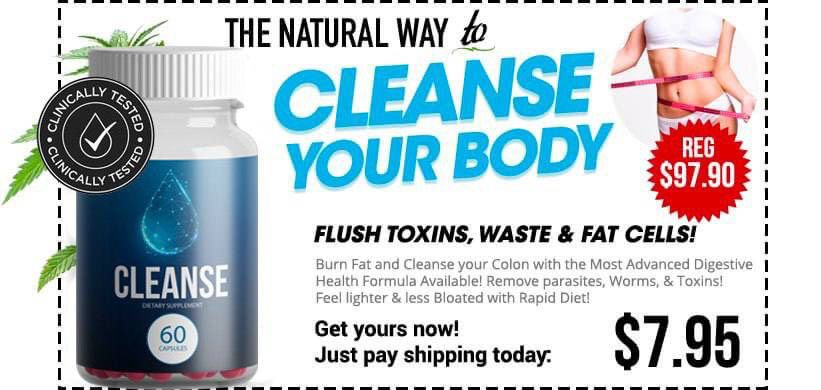 THE NATURAL WAY to
CLEANSE
YOUR BODY
CLINICALLY TESTED
CLINICALLY TESTED
REG
$97.90
FLUSH TOXINS, WASTE & FAT CELLS!
Burn Fat and Cleanse your Colon with the Most Advanced Digestive
Health Formula Available! Remove parasites, Worms, & Toxins!
Feel lighter & less Bloated with Rapid Diet!
CLEANSE
DIETARY SUPPLEMENT
60
CAPSULES
Get yours now!
Just pay shipping today:
$7.95